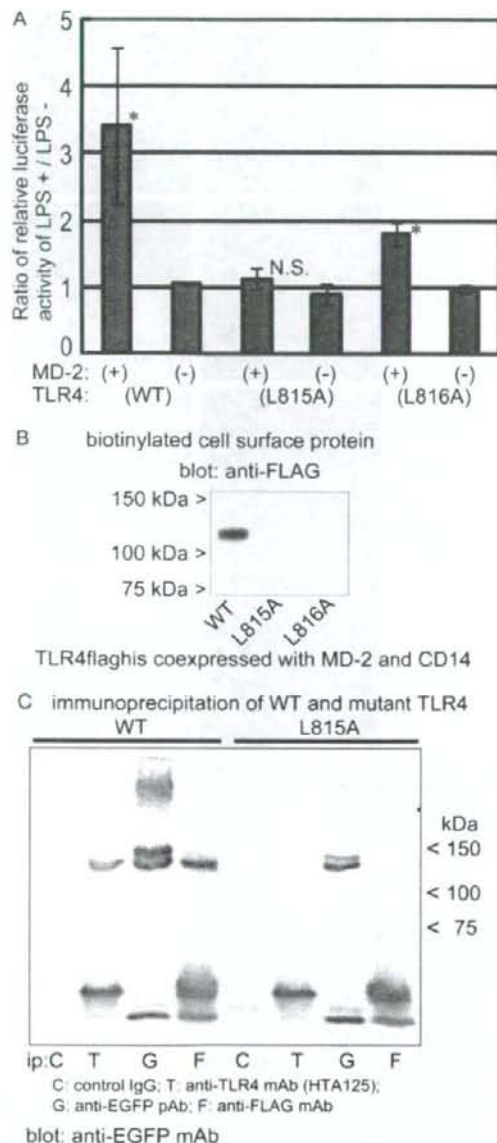 A
Ratio of relative luciferase
activity of LPS + / LPS -
5
4
3
2
1
0
*
N.S.
*
MD-2: (+) (-) (+) (-) (+) (-)
TLR4: (WT) (L815A) (L816A)
B biotinylated cell surface protein
blot: anti-FLAG
150 kDa >
100 kDa >
75 kDa >
WT L815A L816A
TLR4flaghis coexpressed with MD-2 and CD14
C immunoprecipitation of WT and mutant TLR4
WT L815A
kDa
< 150
< 100
< 75
ip:C T G F C T G F
C: control IgG; T: anti-TLR4 mAb (HTA125);
G: anti-EGFP pAb; F: anti-FLAG mAb
blot: anti-EGFP mAb